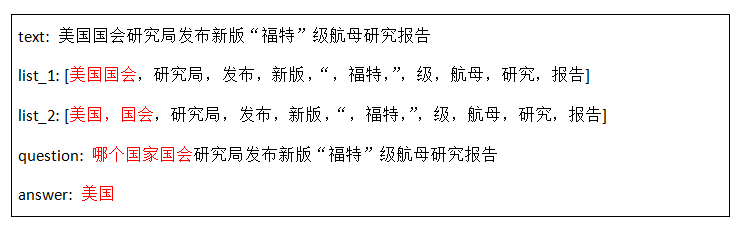 text: 美国国会研究局发布新版“福特”级航母研究报告
list_1: [美国国会，研究局，发布，新版，“，福特，”，级，航母，研究，报告]
list_2: [美国，国会，研究局，发布，新版，“，福特，”，级，航母，研究，报告]
question: 哪个国家国会研究局发布新版“福特”级航母研究报告
answer: 美国